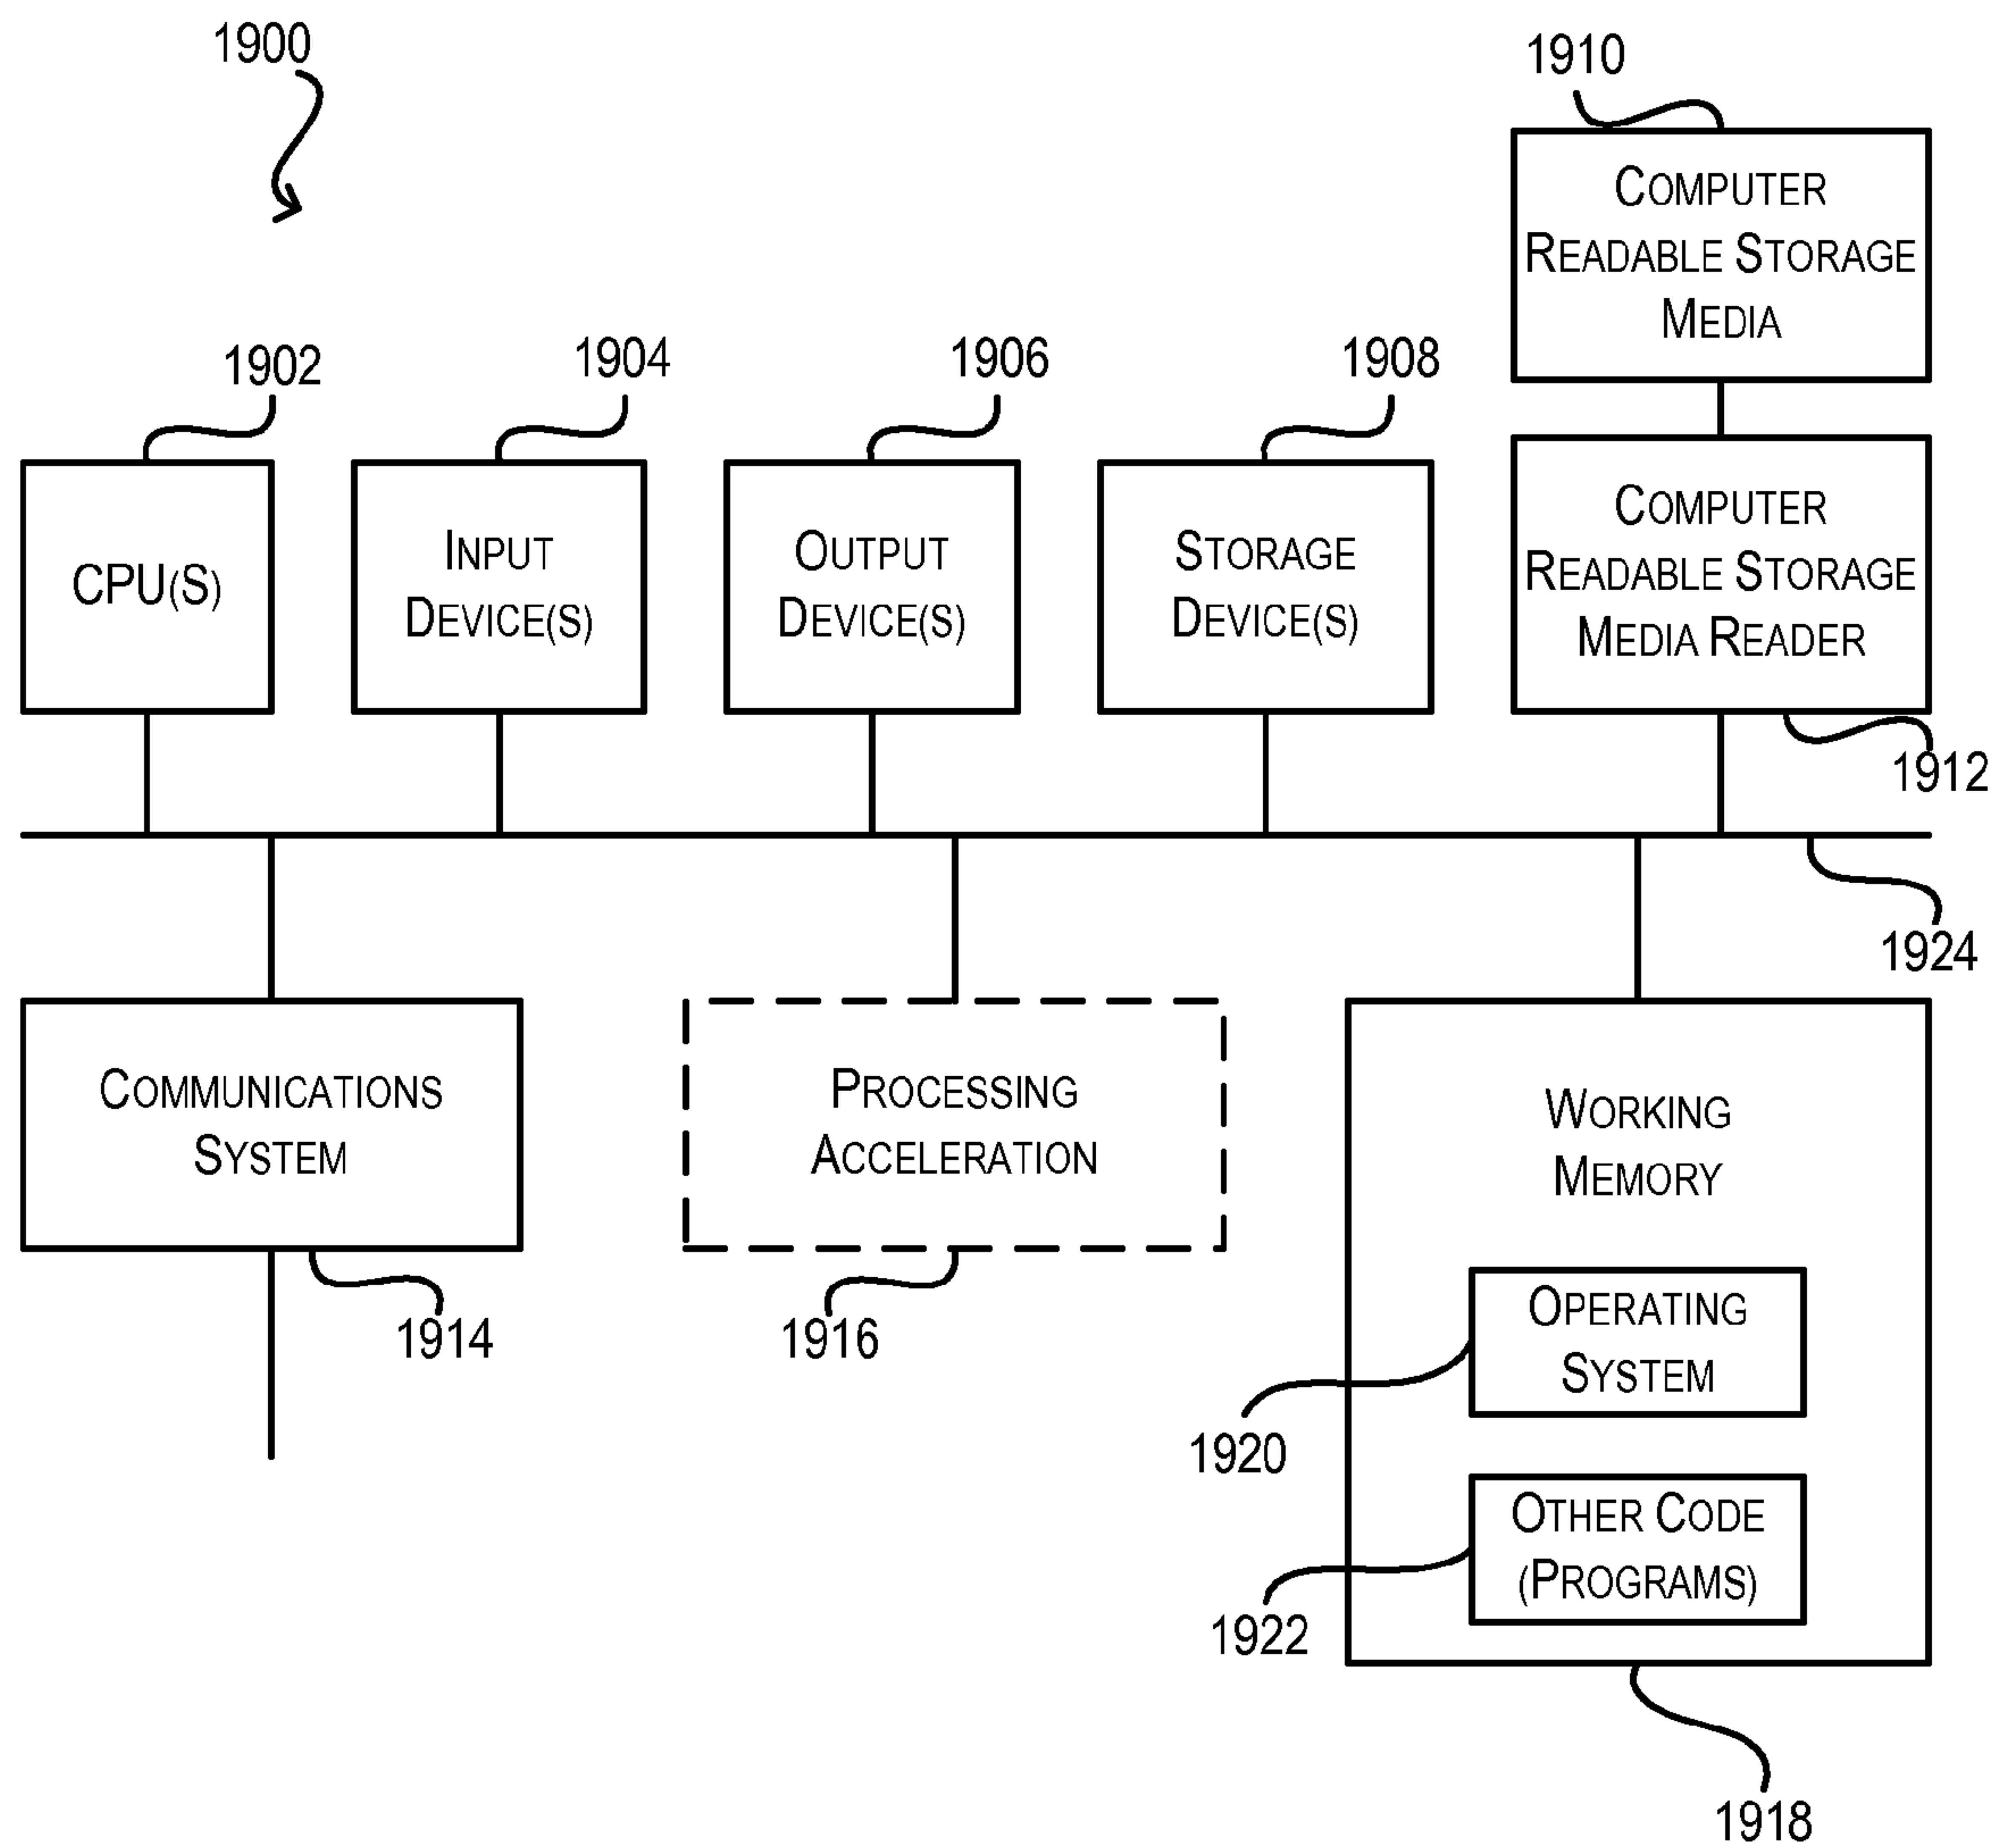 1900
1910
COMPUTER
READABLE STORAGE
MEDIA
1902
1904
1906
1908
CPU(S)
INPUT
DEVICE(S)
OUTPUT
DEVICE(S)
STORAGE
DEVICE(S)
COMPUTER
READABLE STORAGE
MEDIA READER
1912
1924
COMMUNICATIONS
SYSTEM
1914
PROCESSING
ACCELERATION
1916
WORKING
MEMORY
OPERATING
SYSTEM
1920
OTHER CODE
(PROGRAMS)
1922
1918